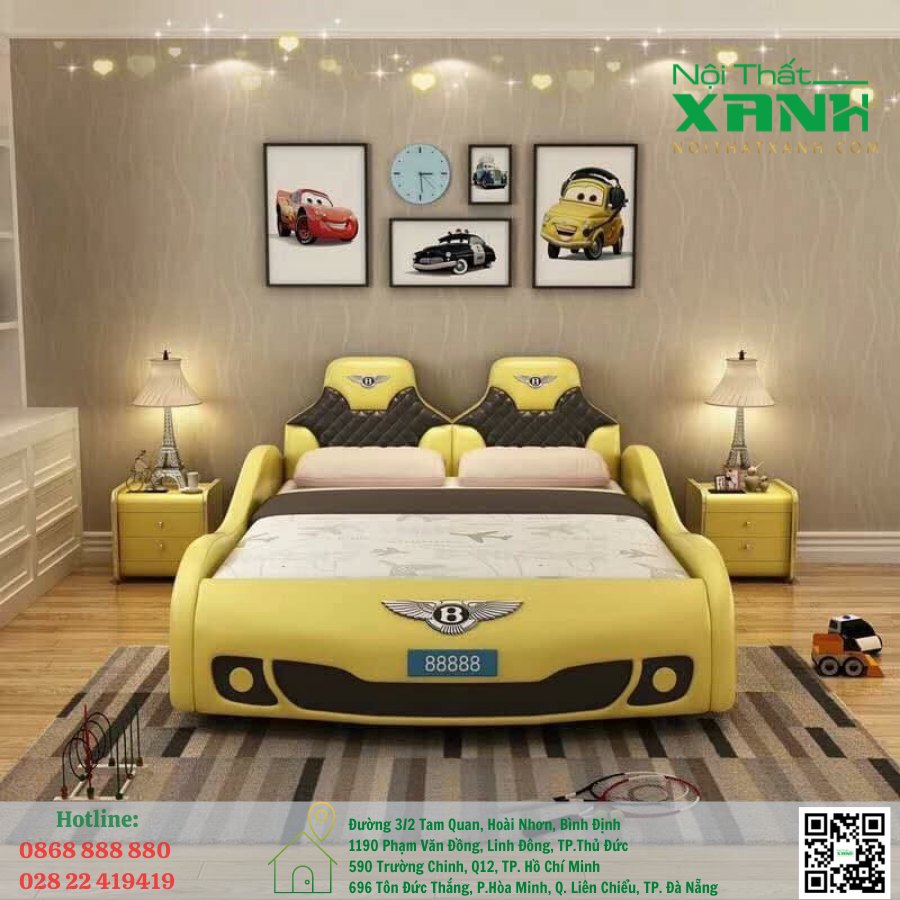 Nội Thất
XANH
NOITHATXANH.COM
B
B
B
88888
Hotline:
0868 888 880
028 22 419419
Đường 3/2 Tam Quan, Hoài Nhơn, Bình Định
1190 Phạm Văn Đồng, Linh Đông, TP.Thủ Đức
590 Trường Chinh, Q12, TP. Hồ Chí Minh
696 Tôn Đức Thắng, P.Hòa Minh, Q. Liên Chiểu, TP. Đà Nẵng
XANH